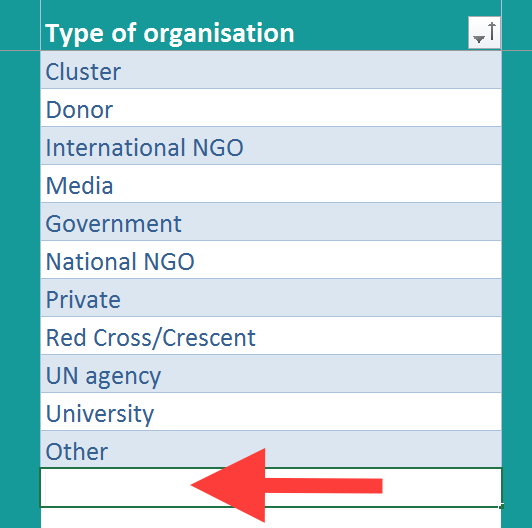 Type of organisation
Cluster
Donor
International NGO
Media
Government
National NGO
Private
Red Cross/Crescent
UN agency
University
Other